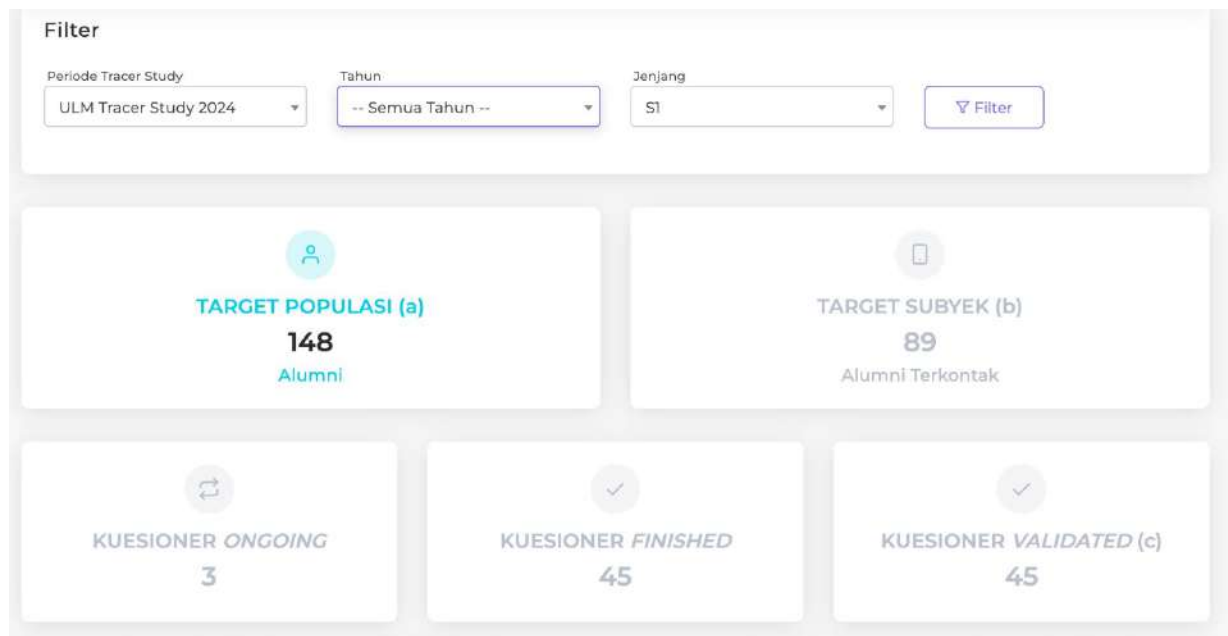 Filter
Periode Tracer Study
Tahun
Jenjang
ULM Tracer Study 2024
-- Semua Tahun --
S1
Filter
TARGET POPULASI (a)
148
Alumni
TARGET SUBYEK (b)
89
Alumni Terkontak
KUESIONER ONGOING
3
KUESIONER FINISHED
45
KUESIONER VALIDATED (c)
45